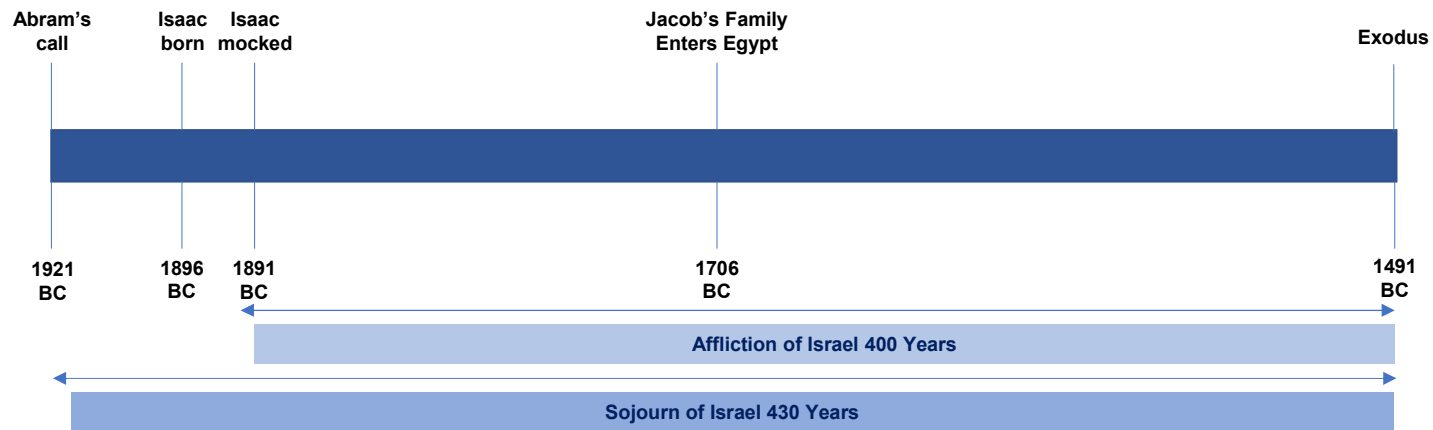 Abram’s
call
Isaac
born
Isaac
mocked
Jacob’s Family
Enters Egypt
Exodus
1921
BC
1896
BC
1891
BC
1706
BC
1491
BC
Affliction of Israel 400 Years
Sojourn of Israel 430 Years